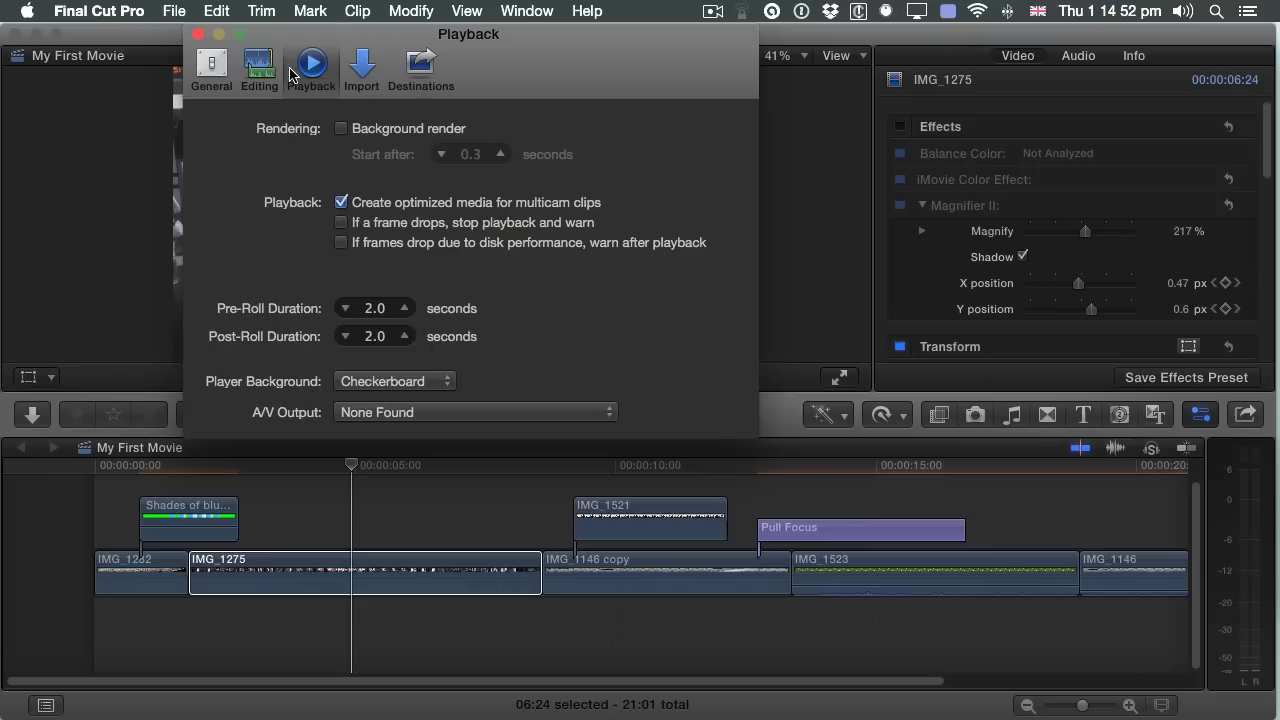 Final Cut Pro File Edit Trim Mark Clip Modify View Window Help Thu 1 14 52 pm
Playback
My First Movie
41% View
Video Audio Info
General Editing Playback Import Destinations
IMG_1275 00:00:06:24
Rendering: Background render
Start after: 0.3 seconds
Playback: Create optimized media for multicam clips
If a frame drops, stop playback and warn
If frames drop due to disk performance, warn after playback
Pre-Roll Duration: 2.0 seconds
Post-Roll Duration: 2.0 seconds
Player Background: Checkerboard
A/V Output: None Found
Effects
Balance Color: Not Analyzed
iMovie Color Effect:
Magnifier II:
Magnify 217 %
Shadow
X position 0.47 px
Y positiom 0.6 px
Transform
Save Effects Preset
My First Movie
00:00:00:00 00:00:05:00 00:00:10:00 00:00:15:00 00:00:20:
Shades of blu... IMG_1521
Pull Focus
IMG_1282 IMG_1275 IMG_1146 copy IMG_1523 IMG_1146
6
0
-6
-12
-20
-30
-50
-∞
L R
06:24 selected - 21:01 total